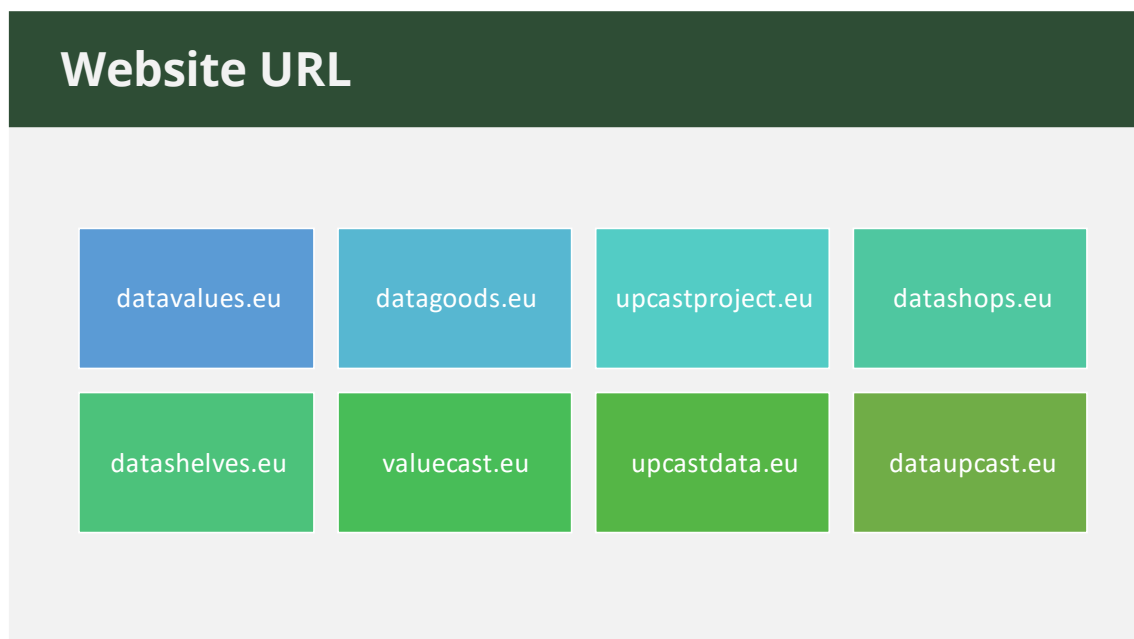 Website URL
datavalues.eu
datagoods.eu
upcastproject.eu
datashops.eu
datashelves.eu
valuecast.eu
upcastdata.eu
dataupcast.eu